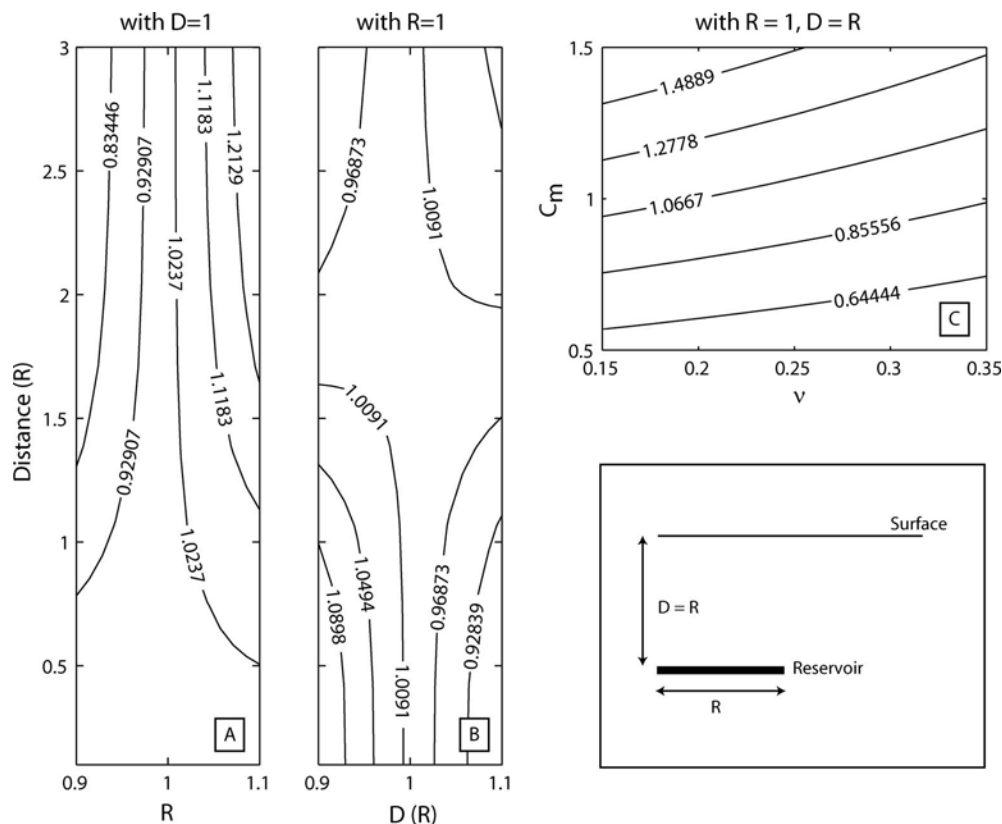 with D=1
with R=1
with R = 1, D = R
3
2.5
2
1.5
1
0.5
Distance (R)
0.83446
0.92907
1.1183
1.2129
1.0237
0.92907
1.1183
1.0237
A
0.9
1
1.1
R
0.96873
1.0091
1.0091
1.0898
1.0494
1.0091
0.96873
0.92839
B
0.9
1
1.1
D (R)
1.5
1
0.5
Cm
1.4889
1.2778
1.0667
0.85556
0.64444
C
0.15
0.2
0.25
0.3
0.35
ν
Surface
D = R
Reservoir
R